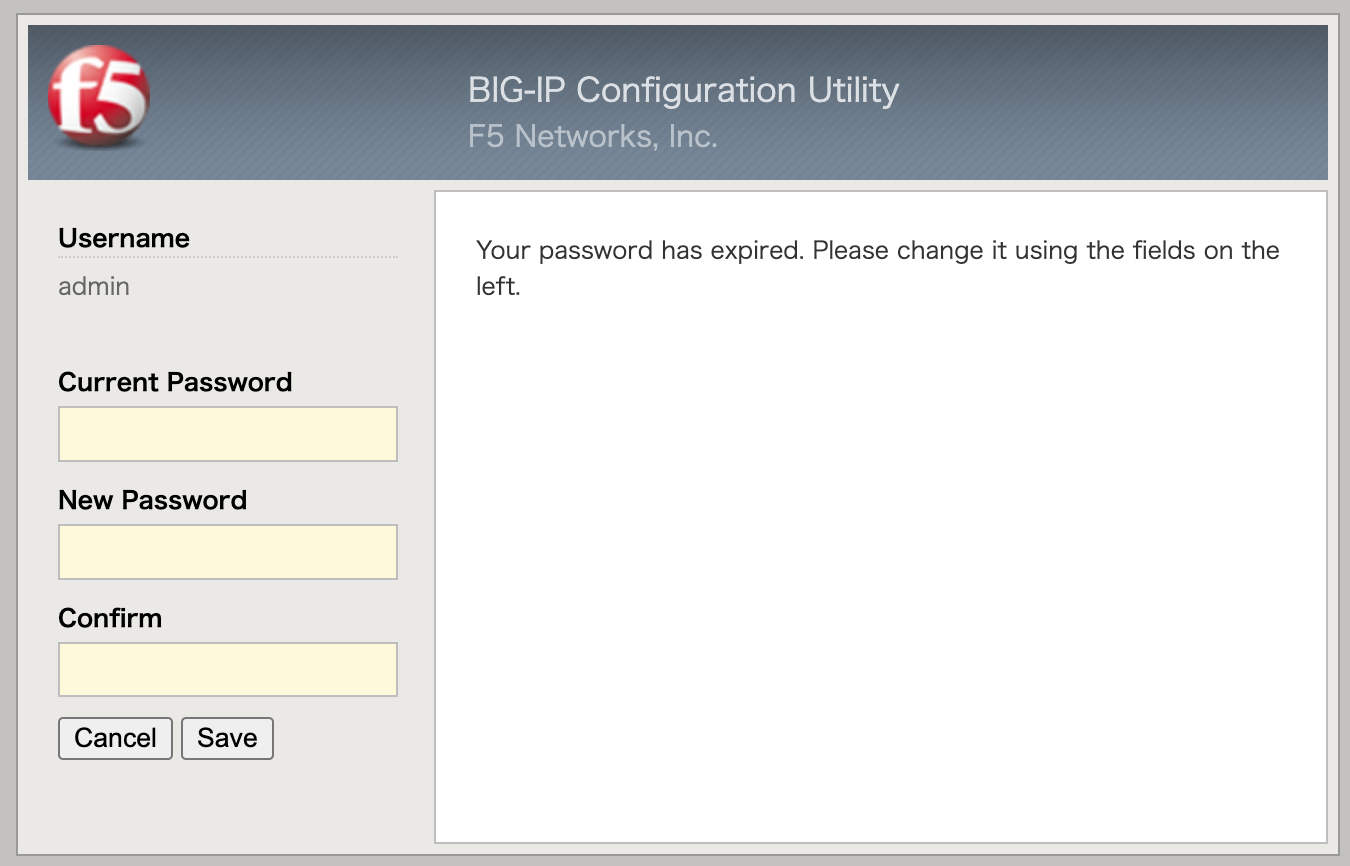 f5
BIG-IP Configuration Utility
F5 Networks, Inc.
Username
admin
Current Password
New Password
Confirm
Cancel Save
Your password has expired. Please change it using the fields on the
left.